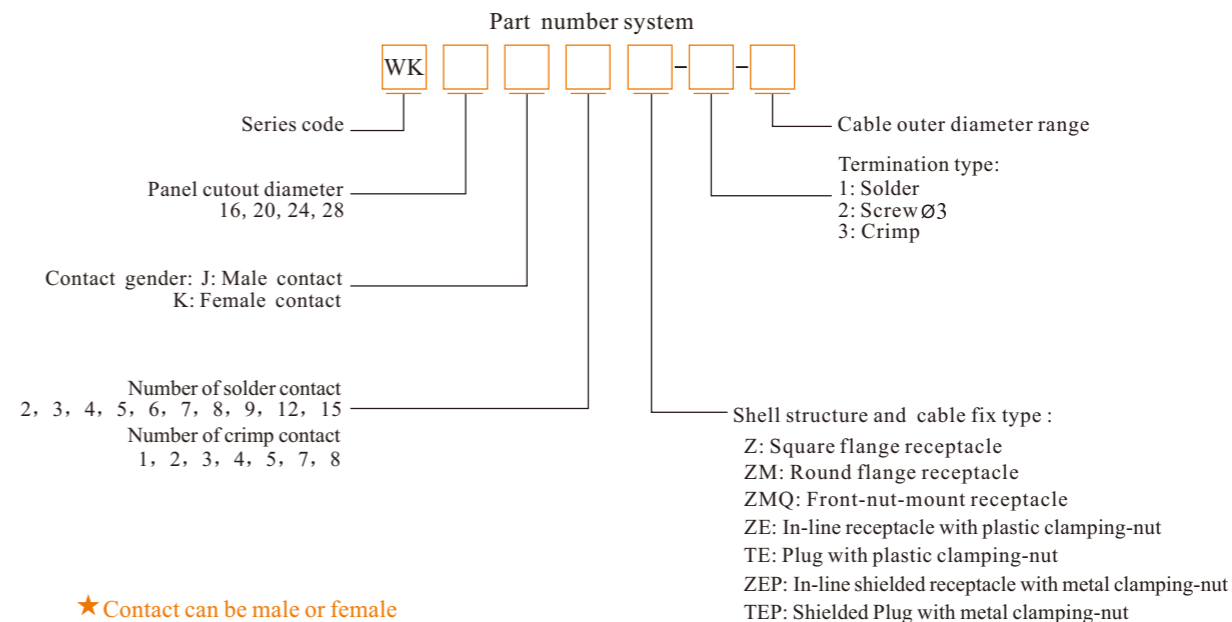 Part number system
WK
Series code
Cable outer diameter range
Panel cutout diameter
16, 20, 24, 28
Termination type:
1: Solder
2: Screw Ø3
3: Crimp
Contact gender: J: Male contact
K: Female contact
Number of solder contact
2, 3, 4, 5, 6, 7, 8, 9, 12, 15
Number of crimp contact
1, 2, 3, 4, 5, 7, 8
Shell structure and cable fix type :
Z: Square flange receptacle
ZM: Round flange receptacle
ZMQ: Front-nut-mount receptacle
ZE: In-line receptacle with plastic clamping-nut
TE: Plug with plastic clamping-nut
ZEP: In-line shielded receptacle with metal clamping-nut
TEP: Shielded Plug with metal clamping-nut
★ Contact can be male or female